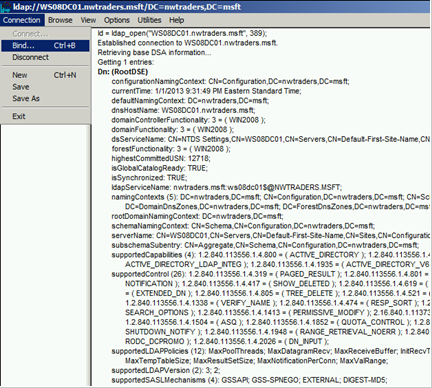 ldap://WS08DC01.nwtraders.msft/DC=nwtraders,DC=msft
Connection Browse View Options Utilities Help
Connect...
Bind... Ctrl+B
Disconnect
New Ctrl+N
Save
Save As
Exit
ld = ldap_open("WS08DC01.nwtraders.msft", 389);
Established connection to WS08DC01.nwtraders.msft.
Retrieving base DSA information...
Getting 1 entries:
Dn: (RootDSE)
configurationNamingContext: CN=Configuration,DC=nwtraders,DC=msft;
currentTime: 1/1/2013 9:31:49 PM Eastern Standard Time;
defaultNamingContext: DC=nwtraders,DC=msft;
dnsHostName: WS08DC01.nwtraders.msft;
domainControllerFunctionality: 3 = ( WIN2008 );
domainFunctionality: 3 = ( WIN2008 );
dsServiceName: CN=NTDS Settings,CN=WS08DC01,CN=Servers,CN=Default-First-Site-Name,CN
forestFunctionality: 3 = ( WIN2008 );
highestCommittedUSN: 12718;
isGlobalCatalogReady: TRUE;
isSynchronized: TRUE;
ldapServiceName: nwtraders.msft:ws08dc01$@NWTRADERS.MSFT;
namingContexts (5): DC=nwtraders,DC=msft; CN=Configuration,DC=nwtraders,DC=msft; CN=Sc
DC=DomainDnsZones,DC=nwtraders,DC=msft; DC=ForestDnsZones,DC=nwtraders,DC=msft;
rootDomainNamingContext: DC=nwtraders,DC=msft;
schemaNamingContext: CN=Schema,CN=Configuration,DC=nwtraders,DC=msft;
serverName: CN=WS08DC01,CN=Servers,CN=Default-First-Site-Name,CN=Sites,CN=Configuration,
subschemaSubentry: CN=Aggregate,CN=Schema,CN=Configuration,DC=nwtraders,DC=msft;
supportedCapabilities (4): 1.2.840.113556.1.4.800 = ( ACTIVE_DIRECTORY ); 1.2.840.113556.1.4.
ACTIVE_DIRECTORY_LDAP_INTEG ); 1.2.840.113556.1.4.1935 = ( ACTIVE_DIRECTORY_V6
supportedControl (26): 1.2.840.113556.1.4.319 = ( PAGED_RESULT ); 1.2.840.113556.1.4.801 =
NOTIFICATION ); 1.2.840.113556.1.4.417 = ( SHOW_DELETED ); 1.2.840.113556.1.4.619 = (
= ( EXTENDED_DN ); 1.2.840.113556.1.4.805 = ( TREE_DELETE ); 1.2.840.113556.1.4.521 =
1.2.840.113556.1.4.1338 = ( VERIFY_NAME ); 1.2.840.113556.1.4.474 = ( RESP_SORT ); 1.2
SEARCH_OPTIONS ); 1.2.840.113556.1.4.1413 = ( PERMISSIVE_MODIFY ); 2.16.840.1.11373
1.2.840.113556.1.4.1504 = ( ASQ ); 1.2.840.113556.1.4.1852 = ( QUOTA_CONTROL ); 1.2.840
SHUTDOWN_NOTIFY ); 1.2.840.113556.1.4.1948 = ( RANGE_RETRIEVAL_NOERR ); 1.2.840.
RODC_DCPROMO ); 1.2.840.113556.1.4.2026 = ( DN_INPUT );
supportedLDAPPolicies (12): MaxPoolThreads; MaxDatagramRecv; MaxReceiveBuffer; InitRecvT
MaxTempTableSize; MaxResultSetSize; MaxNotificationPerConn; MaxValRange;
supportedLDAPVersion (2): 3; 2;
supportedSASLMechanisms (4): GSSAPI; GSS-SPNEGO; EXTERNAL; DIGEST-MD5;